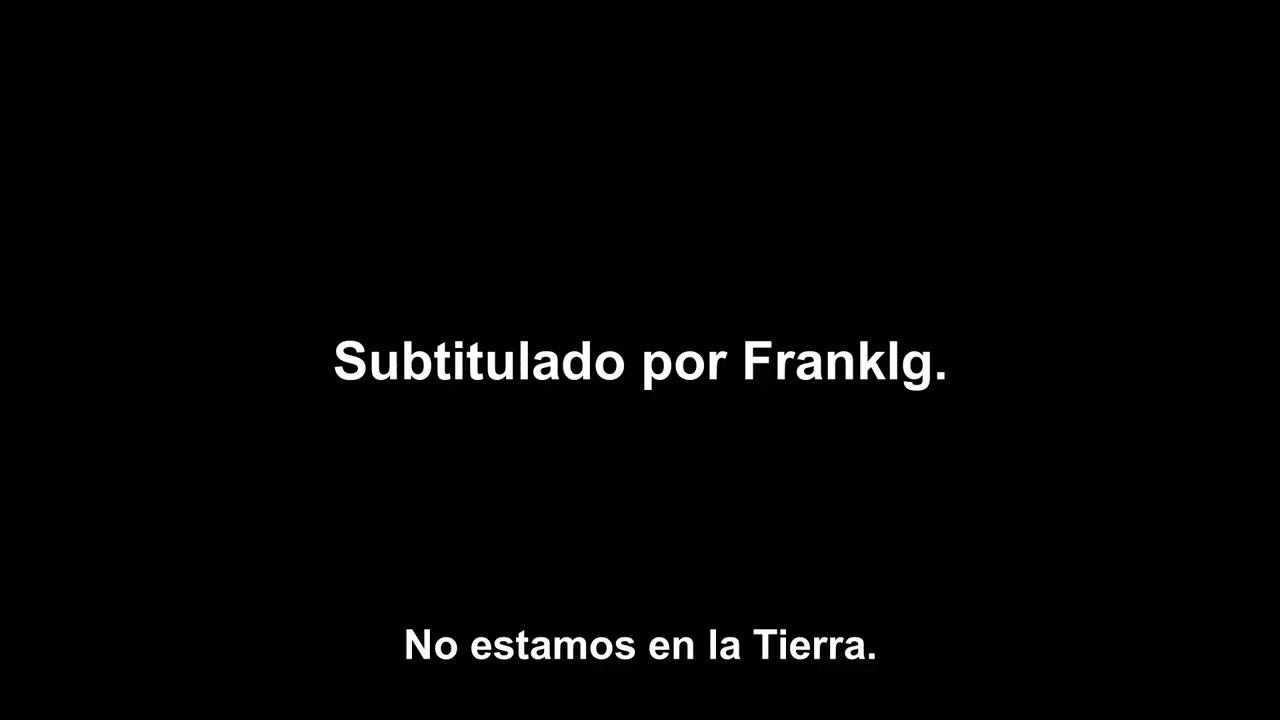 Subtitulado por Franklg.
No estamos en la Tierra.